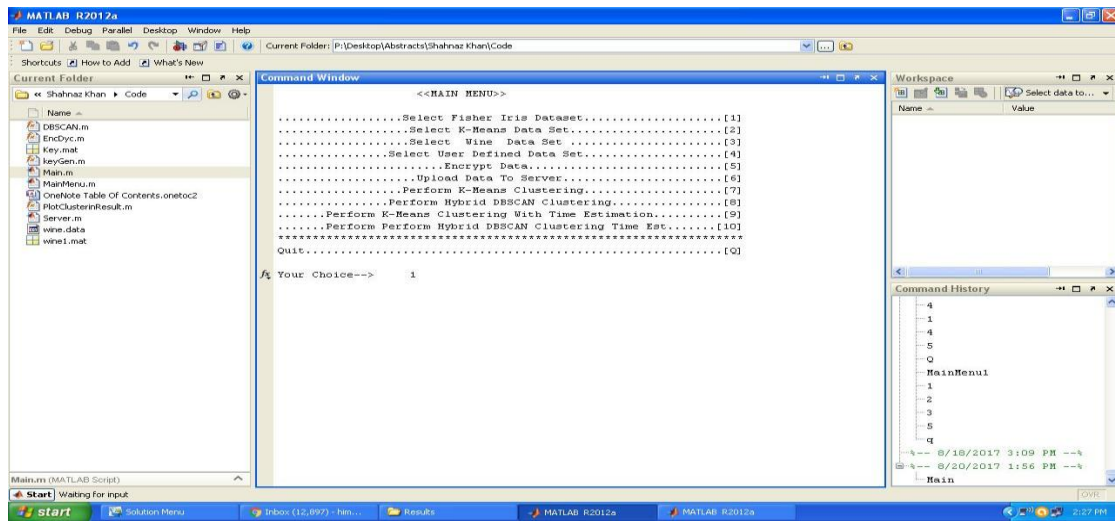 MATLAB R2012a
File Edit Debug Parallel Desktop Window Help
Current Folder: P:\Desktop\Abstracts\Shahnaz Khan\Code
Shortcuts How to Add What's New
Current Folder
« Shahnaz Khan ▸ Code
Name
DBSCAN.m
EncDyc.m
Key.mat
keyGen.m
Main.m
MainMenu.m
OneNote Table Of Contents.onetoc2
PlotClusterinResult.m
Server.m
wine.data
wine1.mat
Main.m (MATLAB Script)
Command Window
<<MAIN MENU>>
..................Select Fisher Iris Dataset....................[1]
...................Select K-Means Data Set......................[2]
...................Select Wine Data Set ......................[3]
................Select User Defined Data Set....................[4]
........................Encrypt Data............................[5]
....................Upload Data To Server.......................[6]
..................Perform K-Means Clustering....................[7]
................Perform Hybrid DBSCAN Clustering................[8]
.......Perform K-Means Clustering With Time Estimation..........[9]
.......Perform Perform Hybrid DBSCAN Clustering Time Est.......[10]
*******************************************************************
Quit............................................................[Q]
fx Your Choice--> 1
Workspace
Select data to...
Name Value
Command History
4
1
4
5
Q
MainMenu1
1
2
3
5
q
%-- 8/18/2017 3:09 PM --%
%-- 8/20/2017 1:56 PM --%
Main
Start Waiting for input
OVR
start Solution Menu Inbox (12,897) - him... Results MATLAB R2012a MATLAB R2012a 2:27 PM